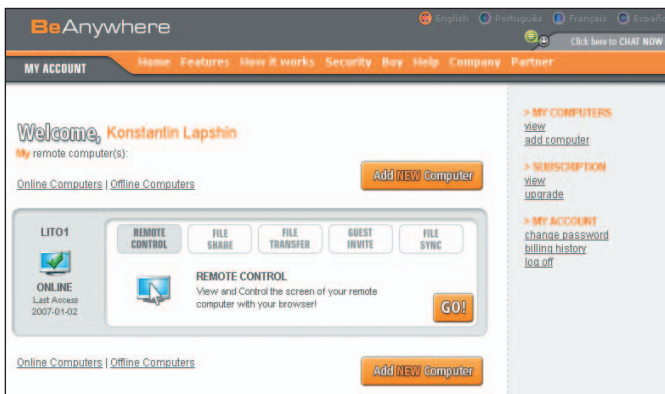 English Português Français Españo
BeAnywhere
Click here to CHAT NOW
MY ACCOUNT
Home Features How it works Security Buy Help Company Partner
Welcome, Konstantin Lapshin
My remote computer(s):
Online Computers | Offline Computers
Add NEW Computer
LITO1
ONLINE
Last Access
2007-01-02
REMOTE CONTROL
FILE SHARE
FILE TRANSFER
GUEST INVITE
FILE SYNC
REMOTE CONTROL
View and Control the screen of your remote
computer with your browser!
GO!
Online Computers | Offline Computers
Add NEW Computer
> MY COMPUTERS
view
add computer
> SUBSCRIPTION
view
upgrade
> MY ACCOUNT
change password
billing history
log off